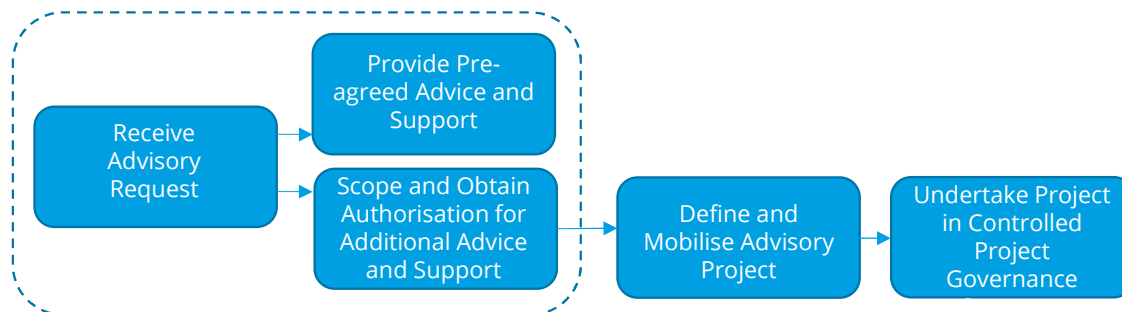 Receive
Advisory
Request
Provide Pre-
agreed Advice and
Support
Scope and Obtain
Authorisation for
Additional Advice
and Support
Define and
Mobilise Advisory
Project
Undertake Project
in Controlled
Project
Governance